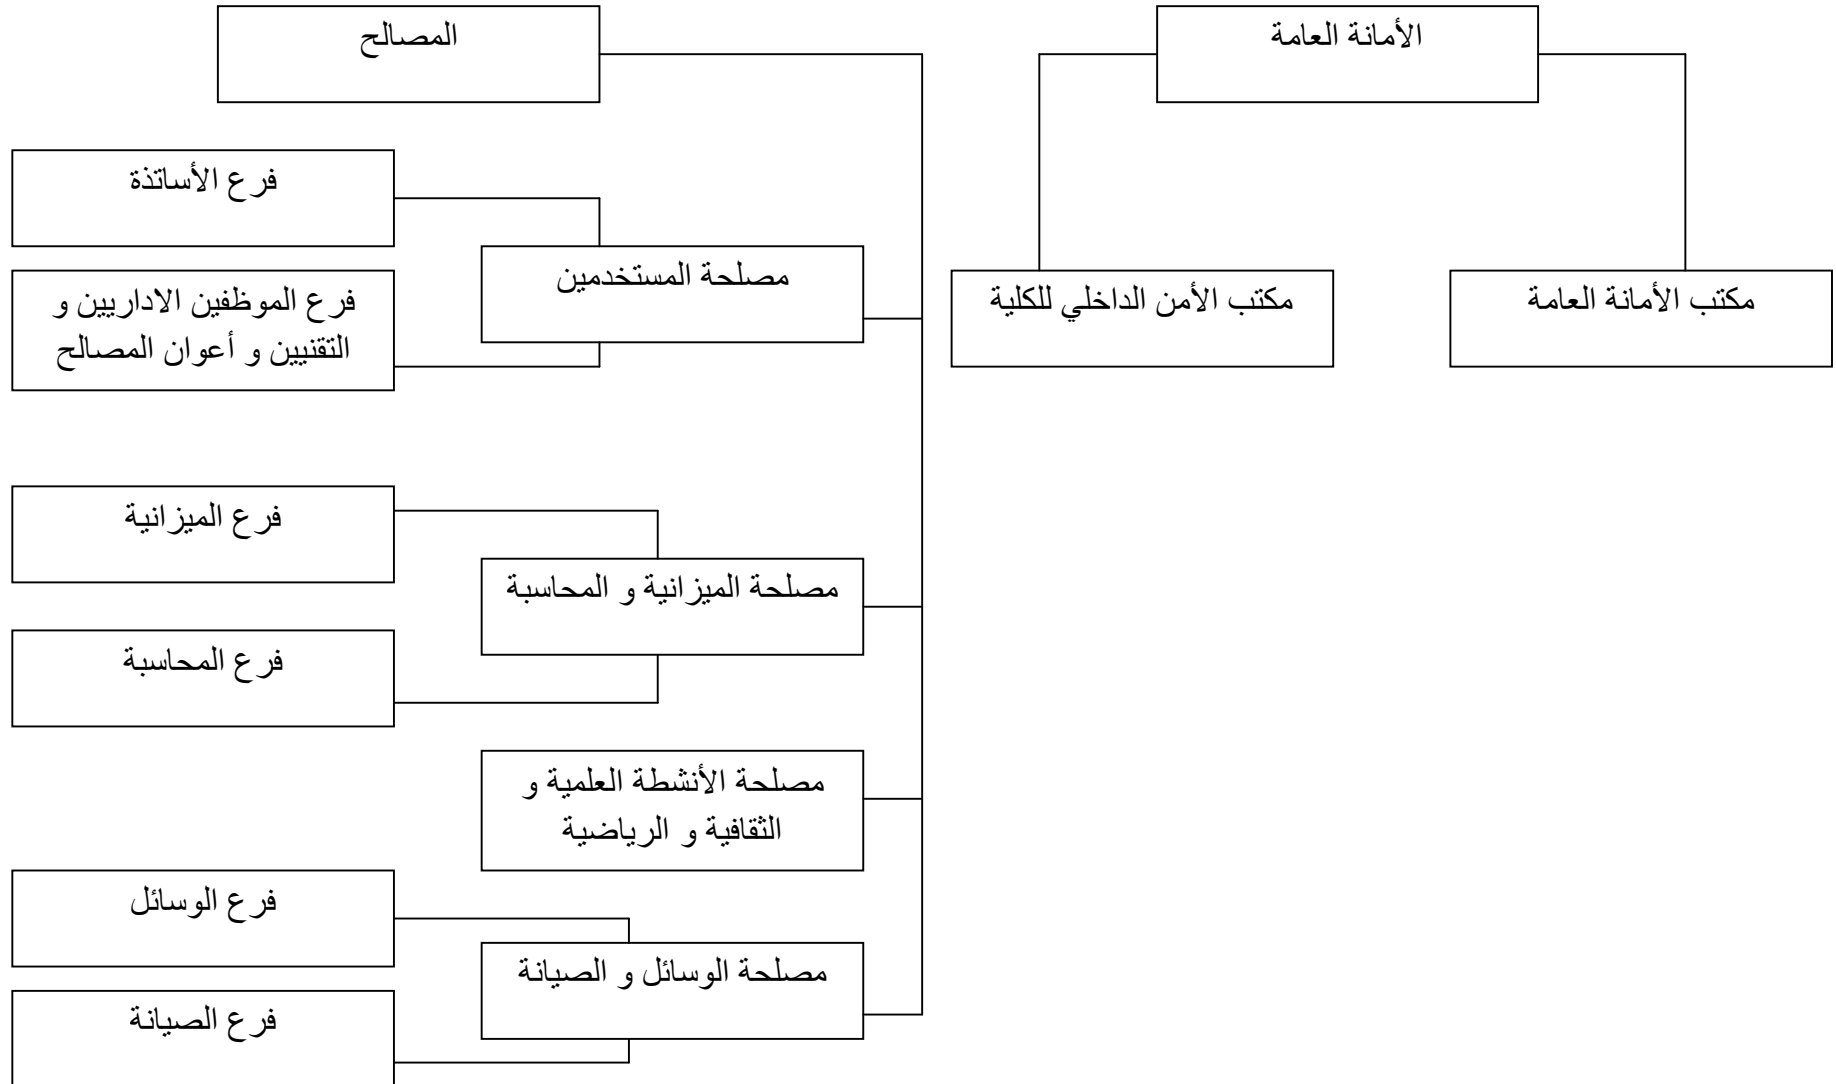 الأمانة العامة
مكتب الأمانة العامة
مكتب الأمن الداخلي للكلية
المصالح
مصلحة المستخدمين
فرع الأساتذة
فرع الموظفين الاداريين و
التقنيين و أعوان المصالح
مصلحة الميزانية و المحاسبة
فرع الميزانية
فرع المحاسبة
مصلحة الأنشطة العلمية و
الثقافية و الرياضية
مصلحة الوسائل و الصيانة
فرع الوسائل
فرع الصيانة